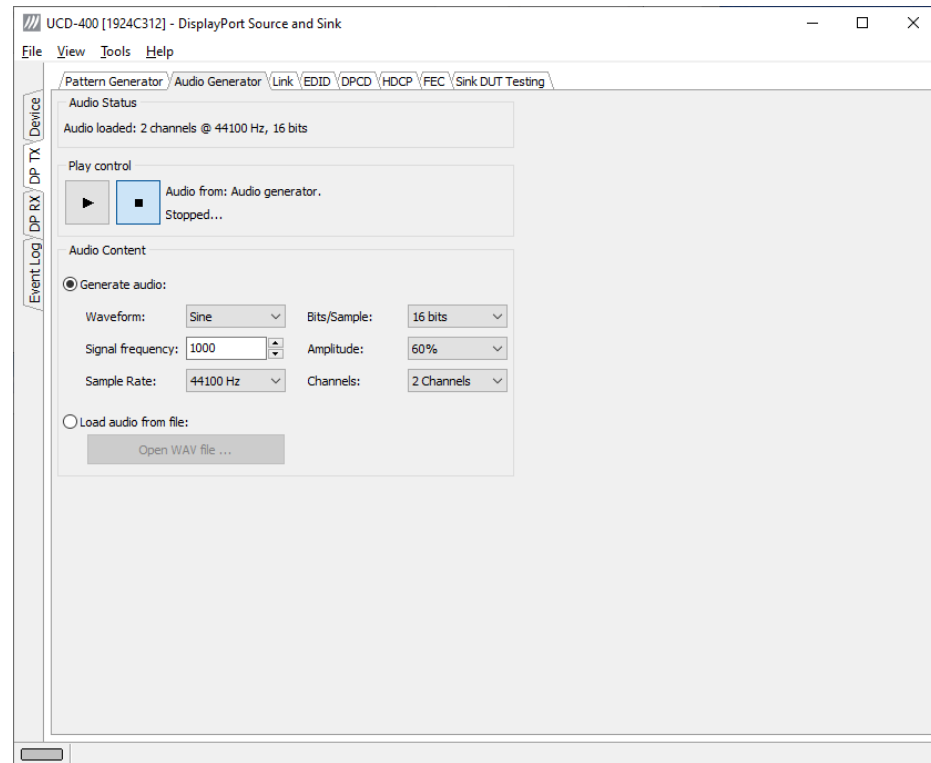 UCD-400 [1924C312] - DisplayPort Source and Sink
File View Tools Help
Pattern Generator Audio Generator Link EDID DPCD HDCP FEC Sink DUT Testing
Device
DP TX
DP RX
Event Log
Audio Status
Audio loaded: 2 channels @ 44100 Hz, 16 bits
Play control
Audio from: Audio generator.
Stopped...
Audio Content
Generate audio:
Waveform: Sine Bits/Sample: 16 bits
Signal frequency: 1000 Amplitude: 60%
Sample Rate: 44100 Hz Channels: 2 Channels
Load audio from file:
Open WAV file ...